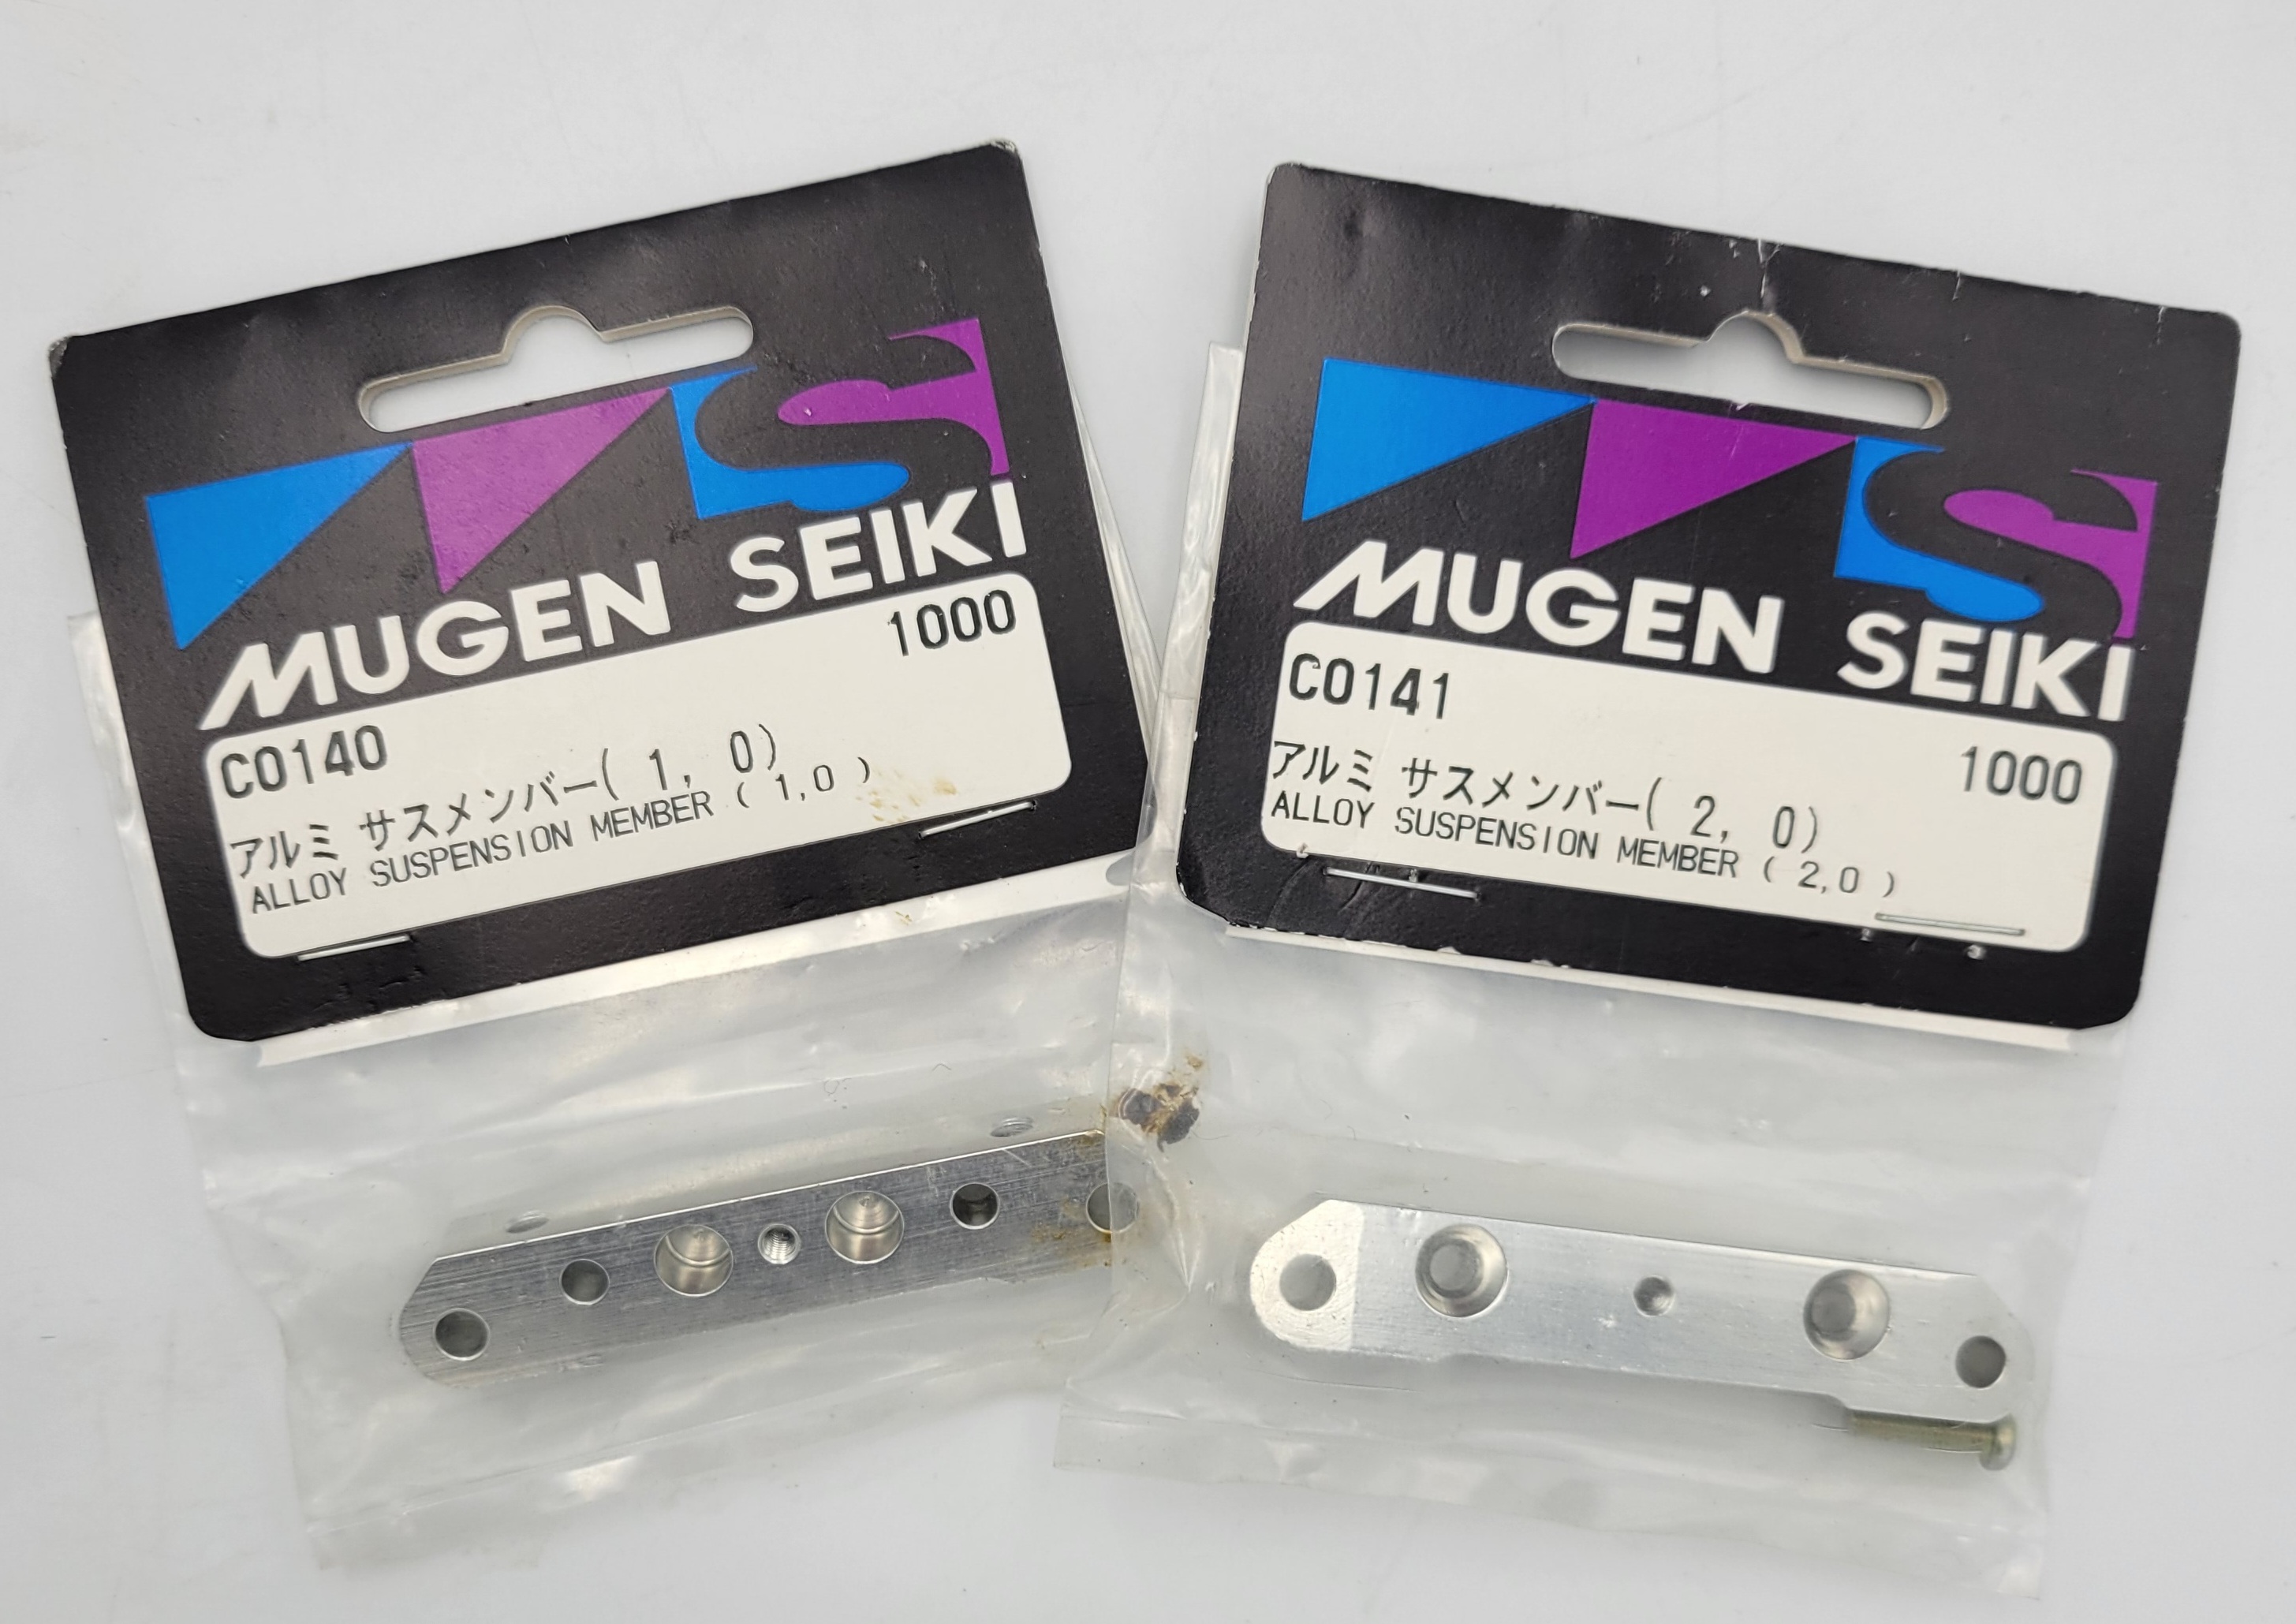 MUGEN SEIKI
1000
C0140
アルミ サスメンバー( 1, 0)
ALLOY SUSPENSION MEMBER ( 1,0 )
MUGEN SEIKI
C0141
1000
アルミ サスメンバー( 2, 0)
ALLOY SUSPENSION MEMBER ( 2,0 )